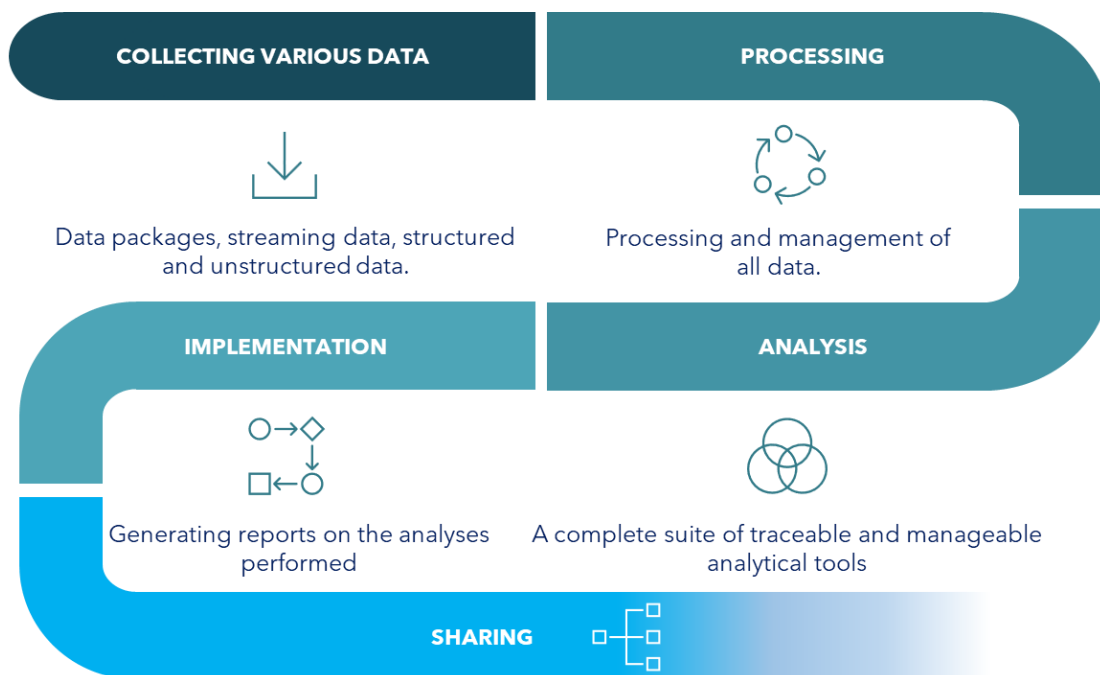 COLLECTING VARIOUS DATA
PROCESSING
Data packages, streaming data, structured
and unstructured data.
Processing and management of
all data.
IMPLEMENTATION
ANALYSIS
Generating reports on the analyses
performed
A complete suite of traceable and manageable
analytical tools
SHARING